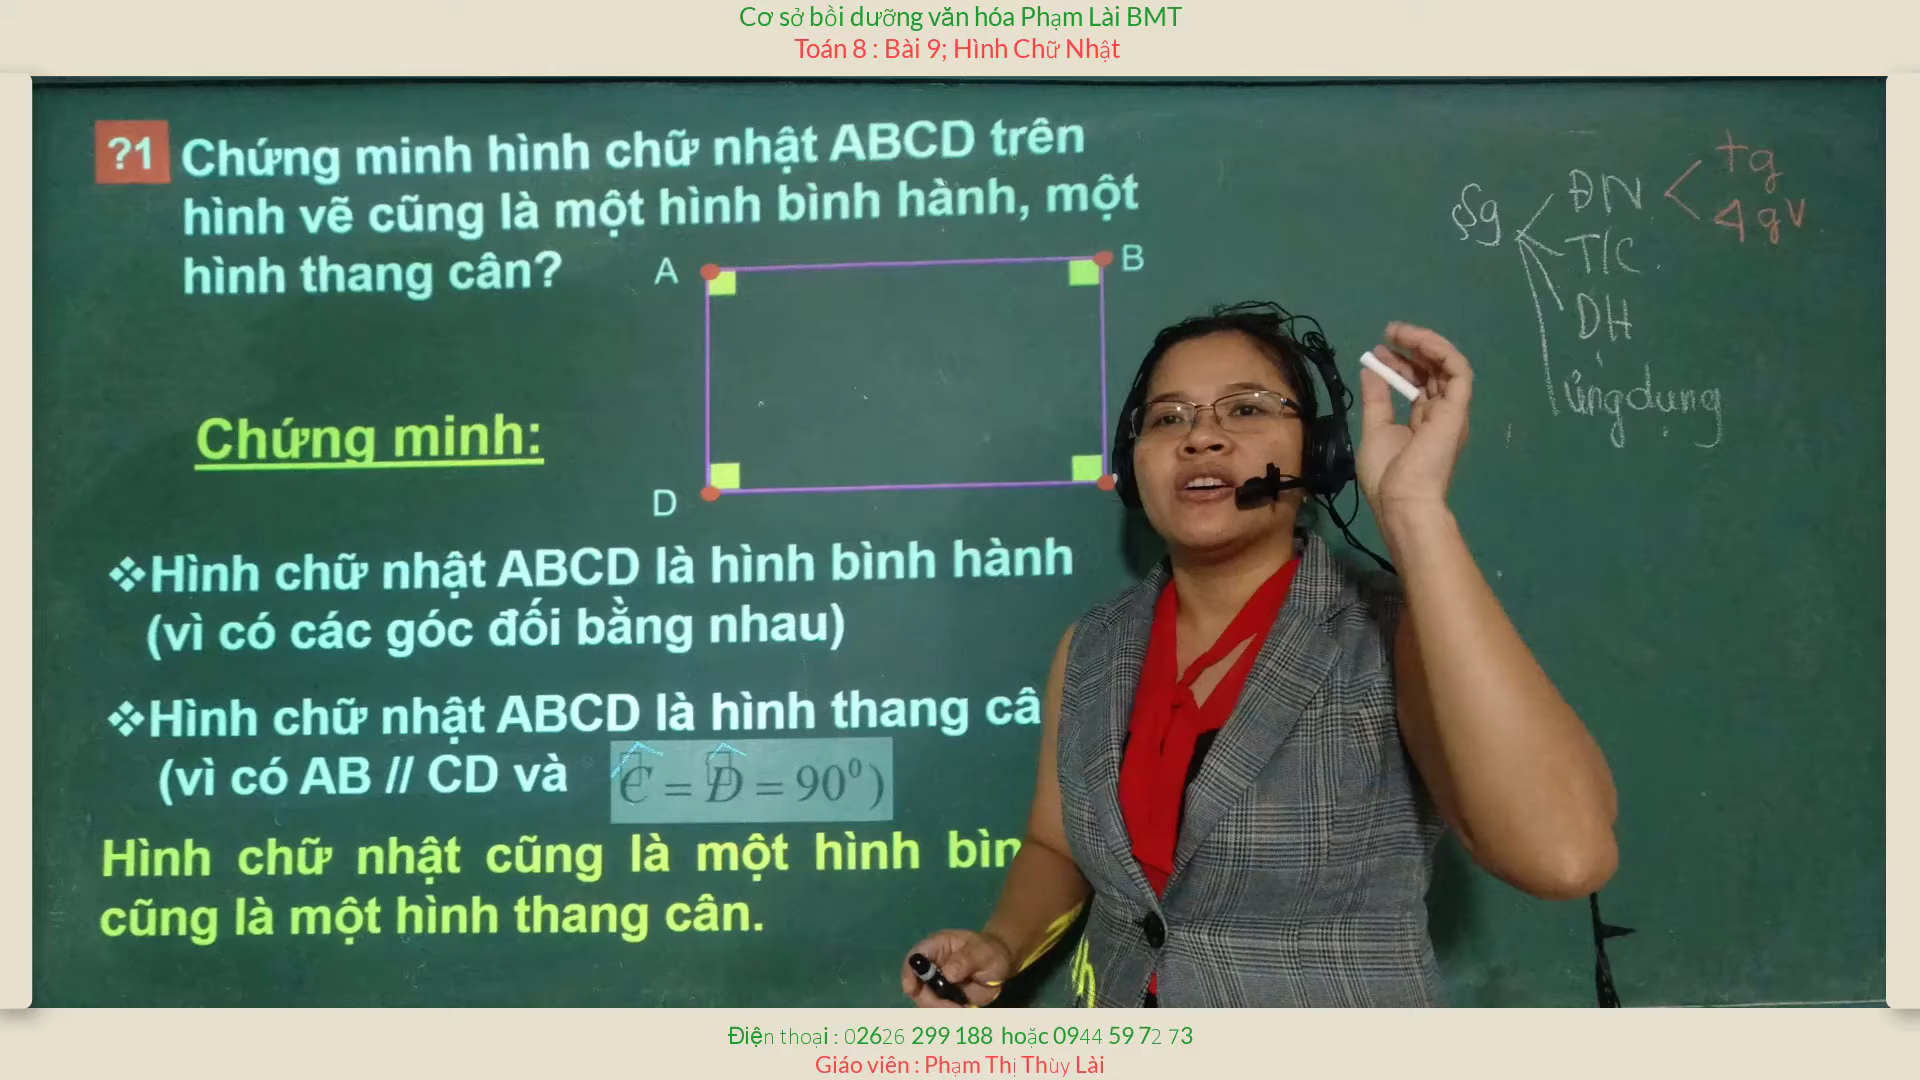 Cơ sở bồi dưỡng văn hóa Phạm Lài BMT
Toán 8 : Bài 9; Hình Chữ Nhật
?1 Chứng minh hình chữ nhật ABCD trên
hình vẽ cũng là một hình bình hành, một
hình thang cân?
A
B
D
Chứng minh:
❖Hình chữ nhật ABCD là hình bình hành
(vì có các góc đối bằng nhau)
❖Hình chữ nhật ABCD là hình thang câ
(vì có AB // CD và C = D = 90⁰)
Hình chữ nhật cũng là một hình bìn
cũng là một hình thang cân.
ĐN
tg
4 gv
T/C
DH
ứng dụng
Điện thoại : 02626 299 188 hoặc 0944 59 72 73
Giáo viên : Phạm Thị Thùy Lài